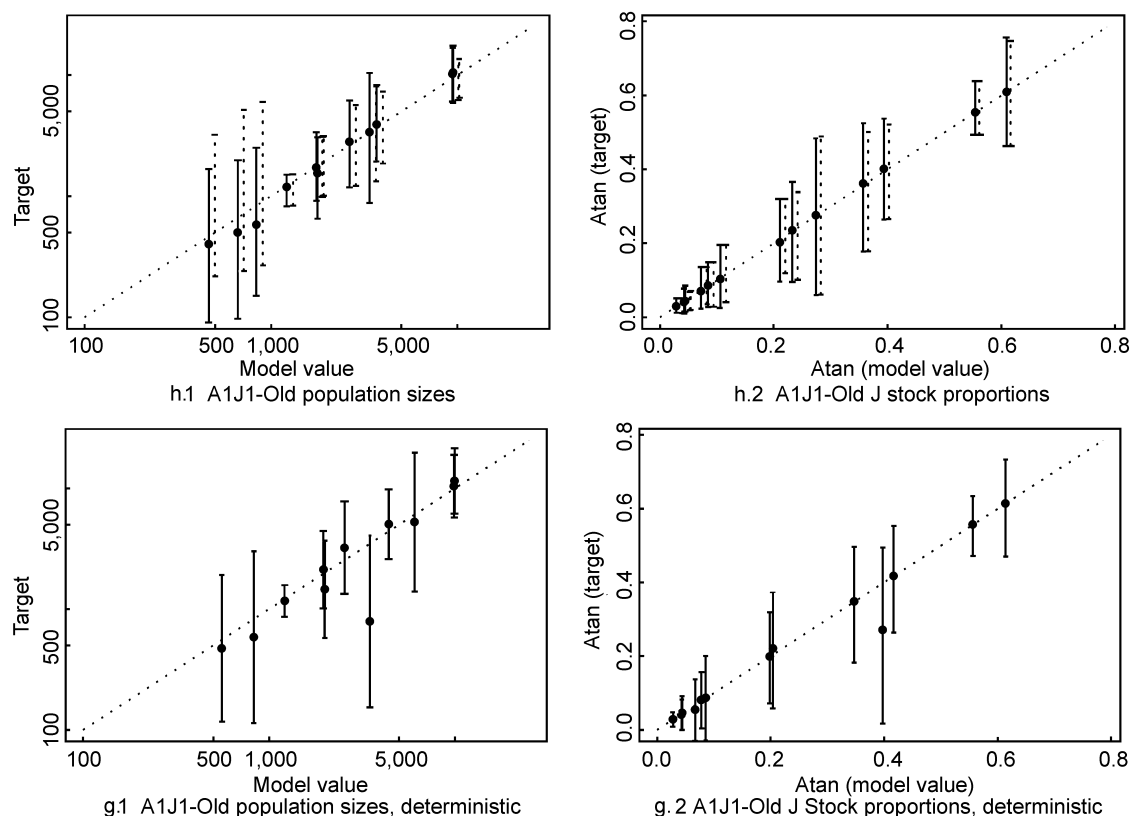 Target
5,000
500
100
100 500 1,000 5,000
Model value
h.1 A1J1-Old population sizes
Atan (target)
0.8
0.6
0.4
0.2
0.0
0.0 0.2 0.4 0.6 0.8
Atan (model value)
h.2 A1J1-Old J stock proportions
Target
5,000
500
100
100 500 1,000 5,000
Model value
g.1 A1J1-Old population sizes, deterministic
Atan (target)
0.8
0.6
0.4
0.2
0.0
0.0 0.2 0.4 0.6 0.8
Atan (model value)
g.2 A1J1-Old J Stock proportions, deterministic